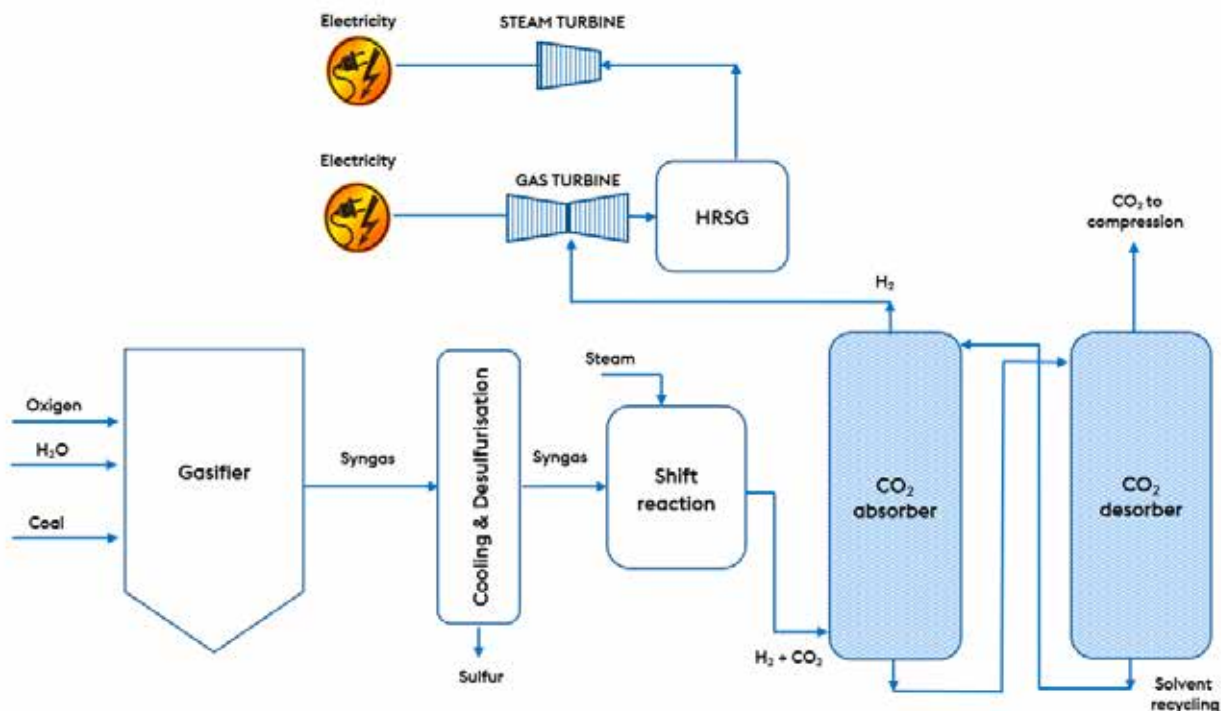 Electricity
STEAM TURBINE
Electricity
GAS TURBINE
HRSG
CO₂ to
compression
H₂
Steam
Oxigen
H₂O
Coal
Gasifier
Syngas
Cooling & Desulfurisation
Syngas
Shift
reaction
CO₂
absorber
CO₂
desorber
H₂ + CO₂
Sulfur
Solvent
recycling